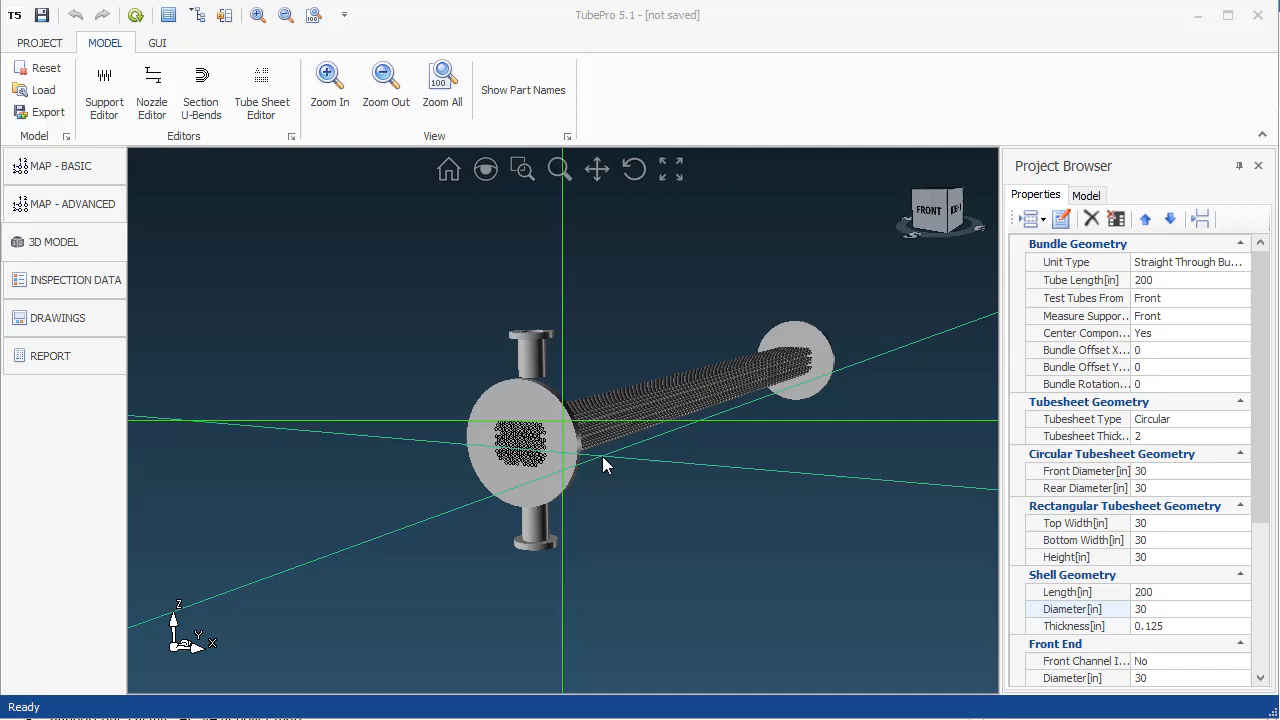 T5
TubePro 5.1 - [not saved]
PROJECT
MODEL
GUI
Reset
Load
Export
Model
Support Editor
Nozzle Editor
Section U-Bends
Tube Sheet Editor
Editors
Zoom In
Zoom Out
100
Zoom All
Show Part Names
View
MAP - BASIC
MAP - ADVANCED
3D MODEL
INSPECTION DATA
DRAWINGS
REPORT
FRONT
Z
Y
X
Project Browser
Properties
Model
Bundle Geometry
Unit Type Straight Through Bu...
Tube Length[in] 200
Test Tubes From Front
Measure Suppor.. Front
Center Compon.. Yes
Bundle Offset X... 0
Bundle Offset Y... 0
Bundle Rotation.. 0
Tubesheet Geometry
Tubesheet Type Circular
Tubesheet Thick.. 2
Circular Tubesheet Geometry
Front Diameter[in] 30
Rear Diameter[in] 30
Rectangular Tubesheet Geometry
Top Width[in] 30
Bottom Width[in] 30
Height[in] 30
Shell Geometry
Length[in] 200
Diameter[in] 30
Thickness[in] 0.125
Front End
Front Channel I... No
Diameter[in] 30
Ready